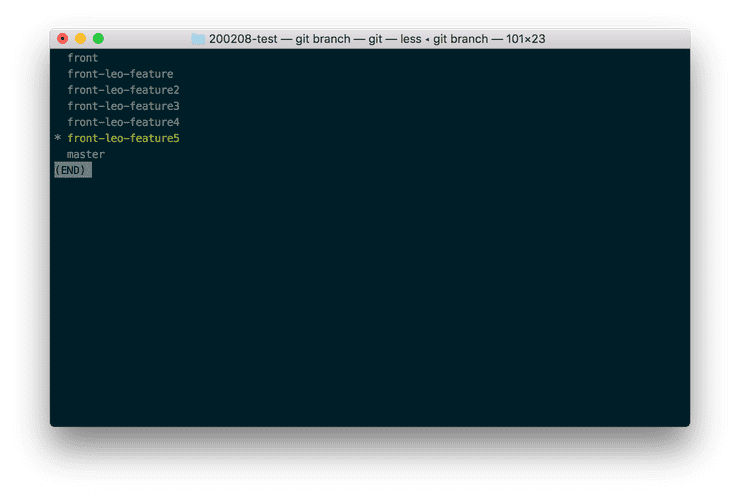 200208-test — git branch — git — less ◂ git branch — 101×23
front
front-leo-feature
front-leo-feature2
front-leo-feature3
front-leo-feature4
* front-leo-feature5
master
(END)